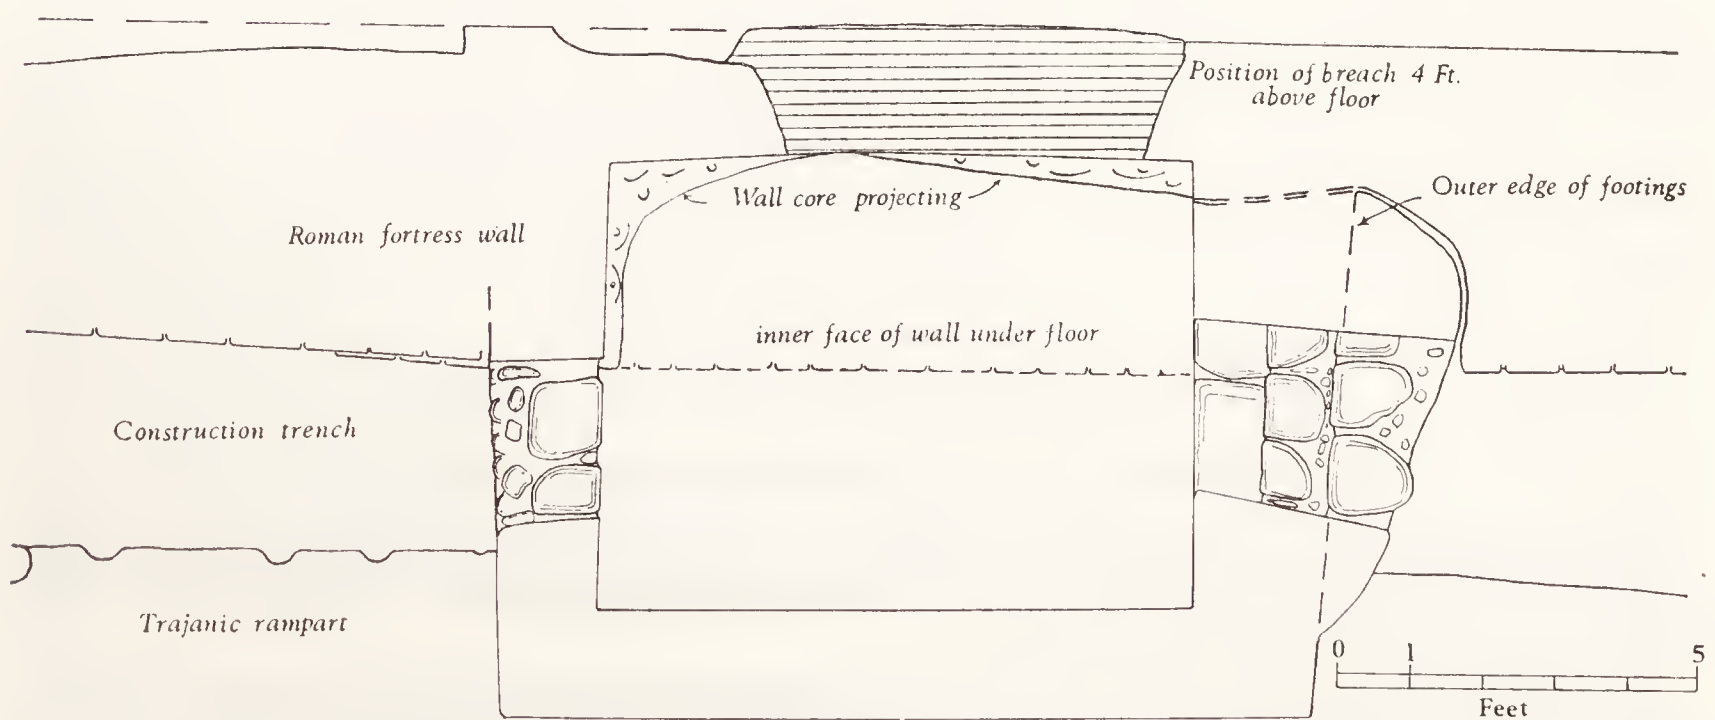 Position of breach 4 Ft.
above floor
Wall core projecting
Outer edge of footings
Roman fortress wall
inner face of wall under floor
Construction trench
Trajanic rampart
0 1 5
Feet